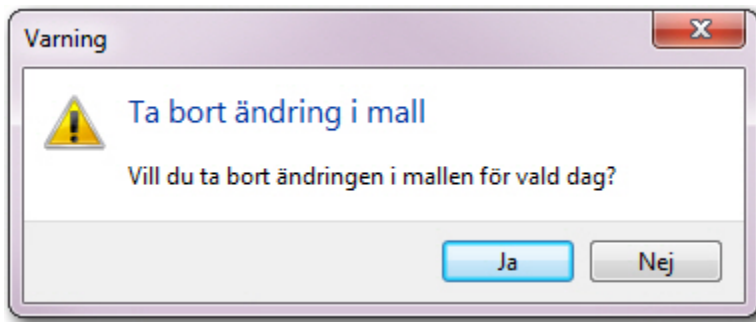 Varning
Ta bort ändring i mall
Vill du ta bort ändringen i mallen för vald dag?
Ja Nej